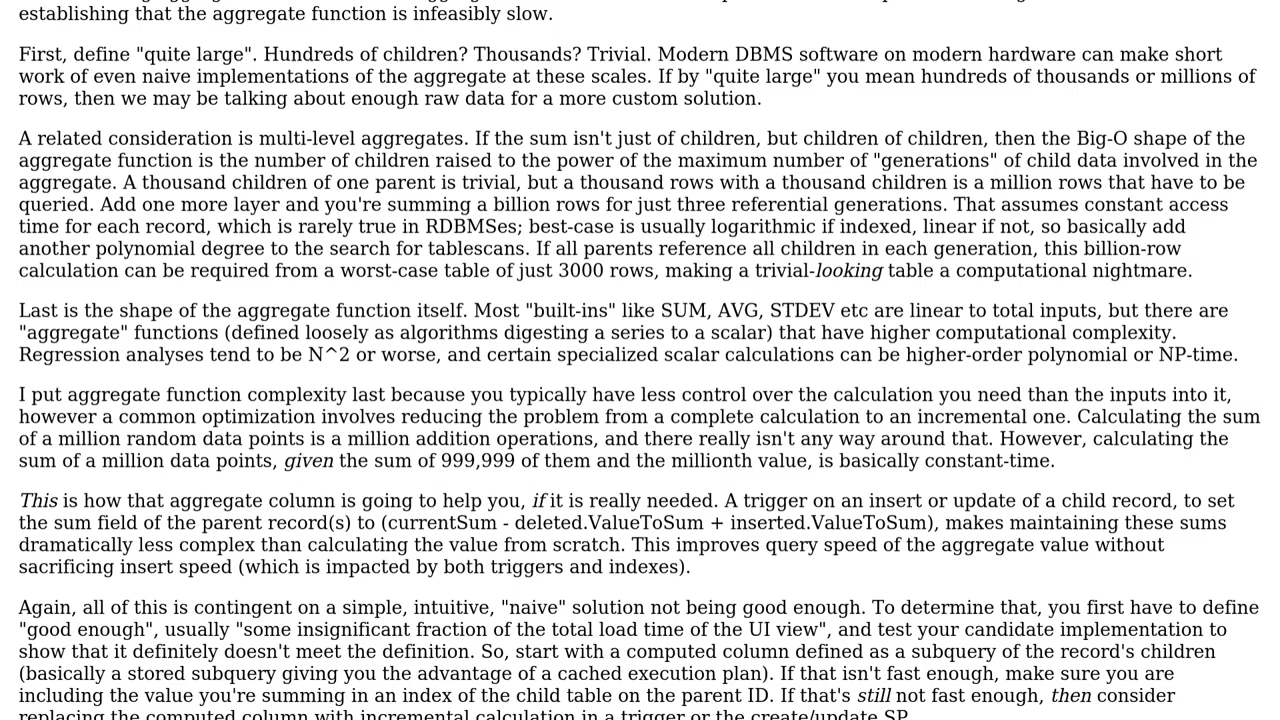 establishing that the aggregate function is infeasibly slow.
First, define "quite large". Hundreds of children? Thousands? Trivial. Modern DBMS software on modern hardware can make short
work of even naive implementations of the aggregate at these scales. If by "quite large" you mean hundreds of thousands or millions of
rows, then we may be talking about enough raw data for a more custom solution.
A related consideration is multi-level aggregates. If the sum isn't just of children, but children of children, then the Big-O shape of the
aggregate function is the number of children raised to the power of the maximum number of "generations" of child data involved in the
aggregate. A thousand children of one parent is trivial, but a thousand rows with a thousand children is a million rows that have to be
queried. Add one more layer and you're summing a billion rows for just three referential generations. That assumes constant access
time for each record, which is rarely true in RDBMSes; best-case is usually logarithmic if indexed, linear if not, so basically add
another polynomial degree to the search for tablescans. If all parents reference all children in each generation, this billion-row
calculation can be required from a worst-case table of just 3000 rows, making a trivial-looking table a computational nightmare.
Last is the shape of the aggregate function itself. Most "built-ins" like SUM, AVG, STDEV etc are linear to total inputs, but there are
"aggregate" functions (defined loosely as algorithms digesting a series to a scalar) that have higher computational complexity.
Regression analyses tend to be N^2 or worse, and certain specialized scalar calculations can be higher-order polynomial or NP-time.
I put aggregate function complexity last because you typically have less control over the calculation you need than the inputs into it,
however a common optimization involves reducing the problem from a complete calculation to an incremental one. Calculating the sum
of a million random data points is a million addition operations, and there really isn't any way around that. However, calculating the
sum of a million data points, given the sum of 999,999 of them and the millionth value, is basically constant-time.
This is how that aggregate column is going to help you, if it is really needed. A trigger on an insert or update of a child record, to set
the sum field of the parent record(s) to (currentSum - deleted.ValueToSum + inserted.ValueToSum), makes maintaining these sums
dramatically less complex than calculating the value from scratch. This improves query speed of the aggregate value without
sacrificing insert speed (which is impacted by both triggers and indexes).
Again, all of this is contingent on a simple, intuitive, "naive" solution not being good enough. To determine that, you first have to define
"good enough", usually "some insignificant fraction of the total load time of the UI view", and test your candidate implementation to
show that it definitely doesn't meet the definition. So, start with a computed column defined as a subquery of the record's children
(basically a stored subquery giving you the advantage of a cached execution plan). If that isn't fast enough, make sure you are
including the value you're summing in an index of the child table on the parent ID. If that's still not fast enough, then consider
replacing the computed column with incremental calculation in a trigger or the create/update SP.